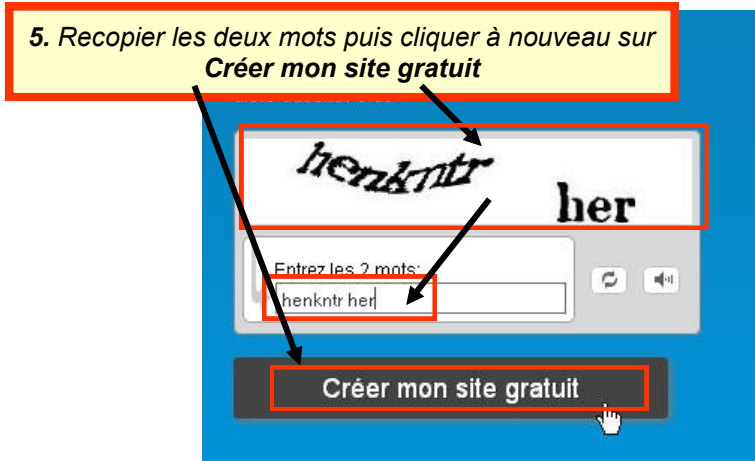 5. Recopier les deux mots puis cliquer à nouveau sur
Créer mon site gratuit
henkntr
her
Entrez les 2 mots:
henkntr her
Créer mon site gratuit